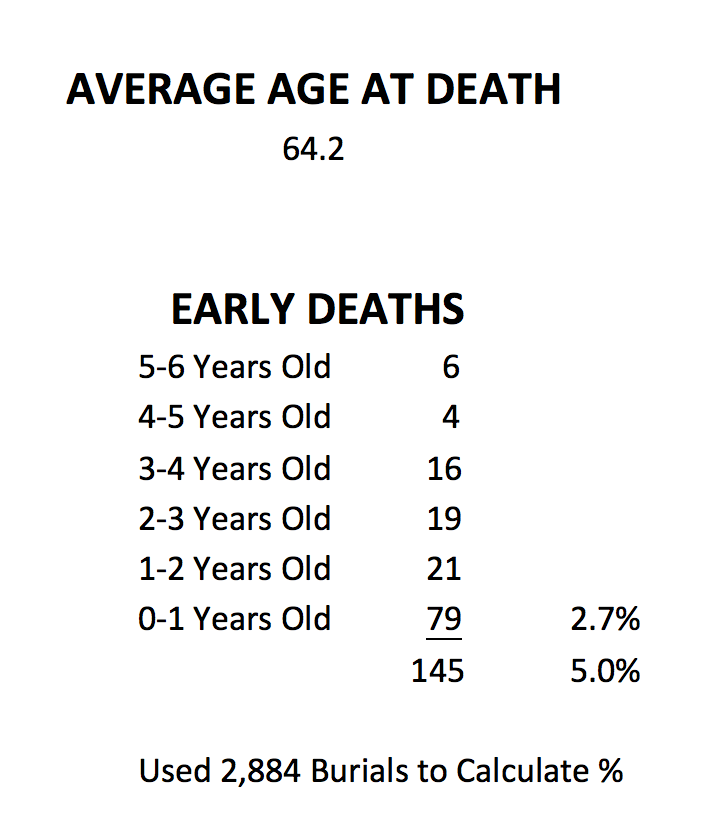 AVERAGE AGE AT DEATH
64.2
EARLY DEATHS
5-6 Years Old 6
4-5 Years Old 4
3-4 Years Old 16
2-3 Years Old 19
1-2 Years Old 21
0-1 Years Old 79 2.7%
145 5.0%
Used 2,884 Burials to Calculate %